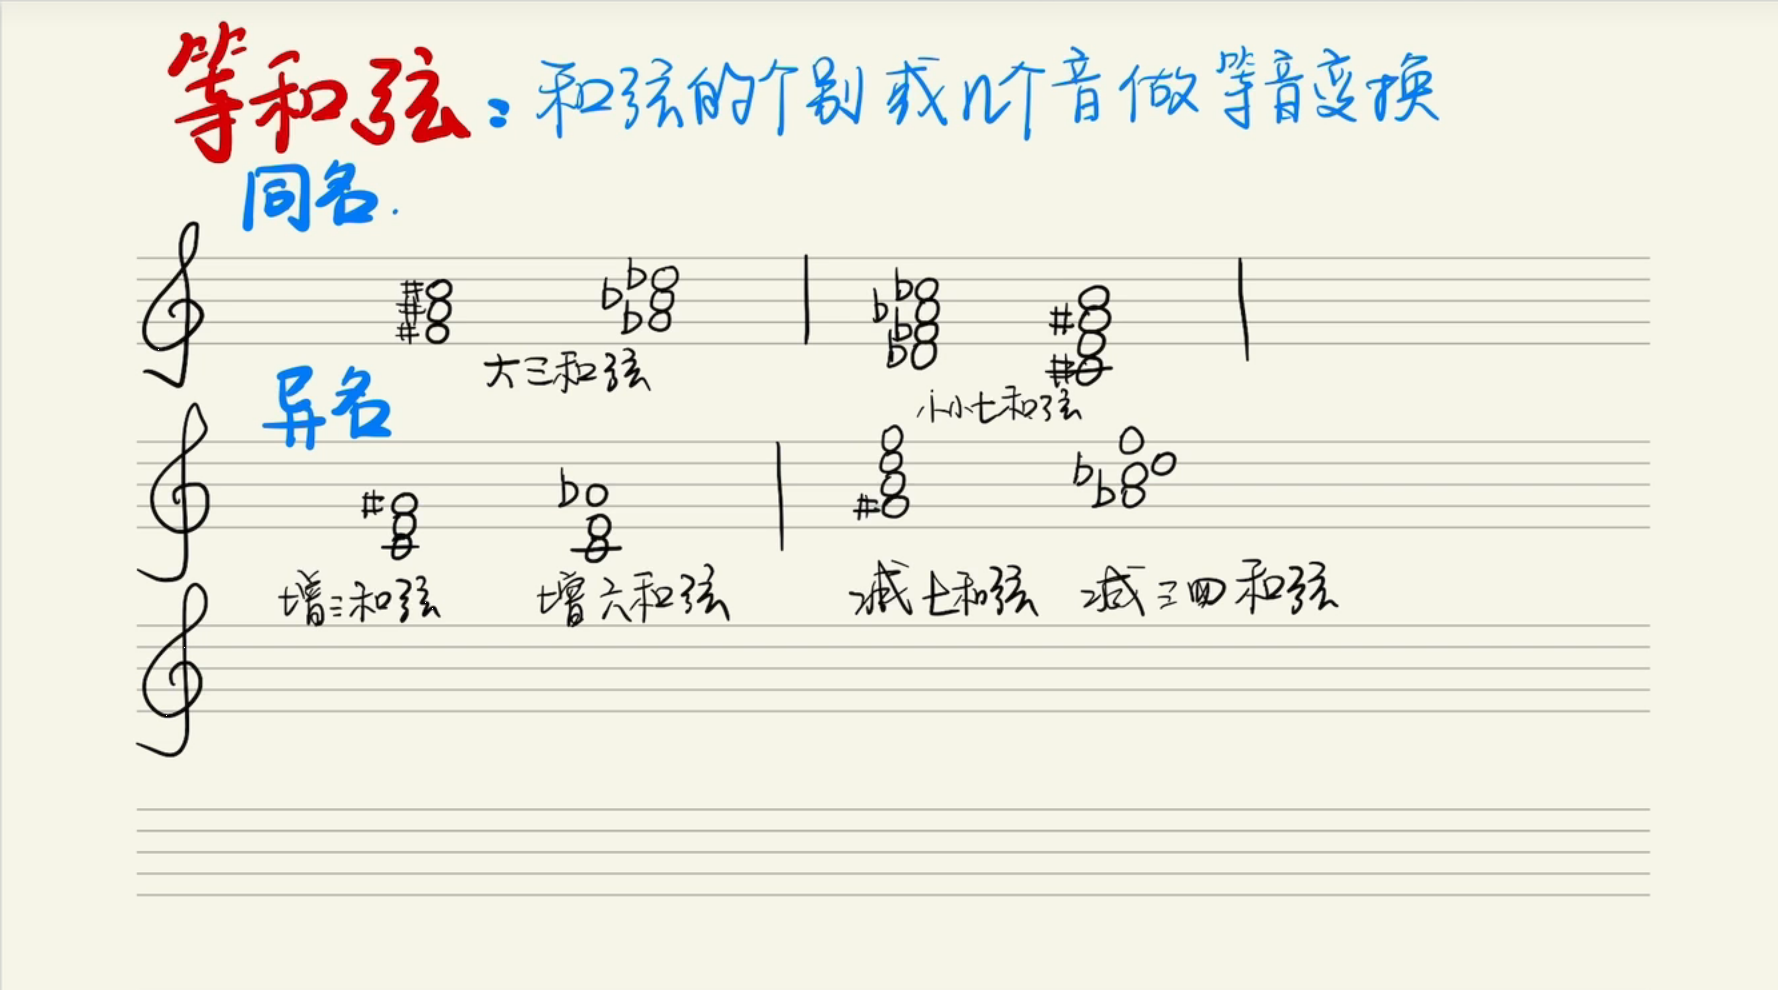 等和弦：和弦的个别或几个音做等音变换
同名.
大三和弦
小小七和弦
异名
增三和弦 增六和弦 减七和弦 减三四和弦